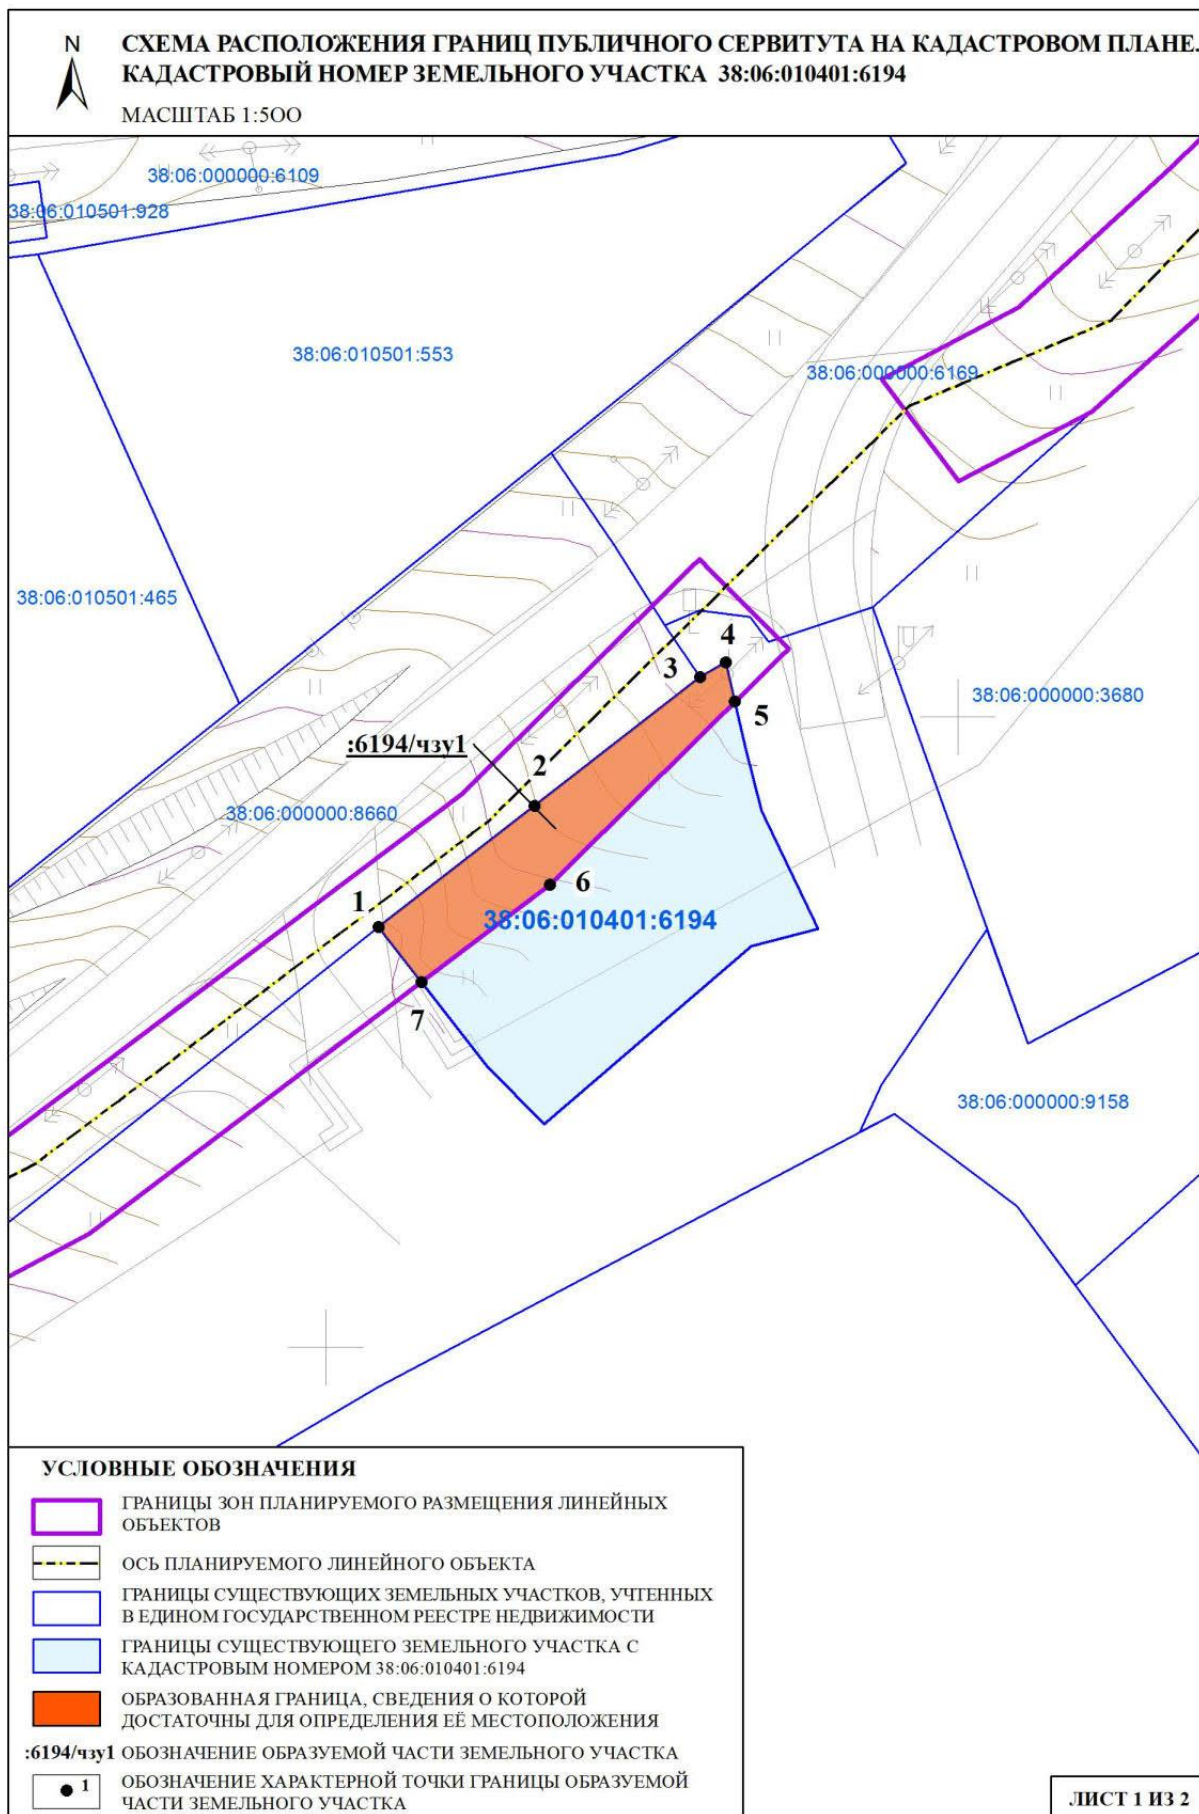 N
СХЕМА РАСПОЛОЖЕНИЯ ГРАНИЦ ПУБЛИЧНОГО СЕРВИТУТА НА КАДАСТРОВОМ ПЛАНЕ.
КАДАСТРОВЫЙ НОМЕР ЗЕМЕЛЬНОГО УЧАСТКА 38:06:010401:6194
МАСШТАБ 1:5ОО
38:06:000000:6109
38:06:010501:928
38:06:010501:553
38:06:000000:6169
38:06:010501:465
4
3
38:06:000000:3680
5
:6194/чзу1
2
38:06:000000:8660
6
1
38:06:010401:6194
7
38:06:000000:9158
УСЛОВНЫЕ ОБОЗНАЧЕНИЯ
ГРАНИЦЫ ЗОН ПЛАНИРУЕМОГО РАЗМЕЩЕНИЯ ЛИНЕЙНЫХ
ОБЪЕКТОВ
ОСЬ ПЛАНИРУЕМОГО ЛИНЕЙНОГО ОБЪЕКТА
ГРАНИЦЫ СУЩЕСТВУЮЩИХ ЗЕМЕЛЬНЫХ УЧАСТКОВ, УЧТЕННЫХ
В ЕДИНОМ ГОСУДАРСТВЕННОМ РЕЕСТРЕ НЕДВИЖИМОСТИ
ГРАНИЦЫ СУЩЕСТВУЮЩЕГО ЗЕМЕЛЬНОГО УЧАСТКА С
КАДАСТРОВЫМ НОМЕРОМ 38:06:010401:6194
ОБРАЗОВАННАЯ ГРАНИЦА, СВЕДЕНИЯ О КОТОРОЙ
ДОСТАТОЧНЫ ДЛЯ ОПРЕДЕЛЕНИЯ ЕЁ МЕСТОПОЛОЖЕНИЯ
:6194/чзу1 ОБОЗНАЧЕНИЕ ОБРАЗУЕМОЙ ЧАСТИ ЗЕМЕЛЬНОГО УЧАСТКА
1 ОБОЗНАЧЕНИЕ ХАРАКТЕРНОЙ ТОЧКИ ГРАНИЦЫ ОБРАЗУЕМОЙ
ЧАСТИ ЗЕМЕЛЬНОГО УЧАСТКА
ЛИСТ 1 ИЗ 2